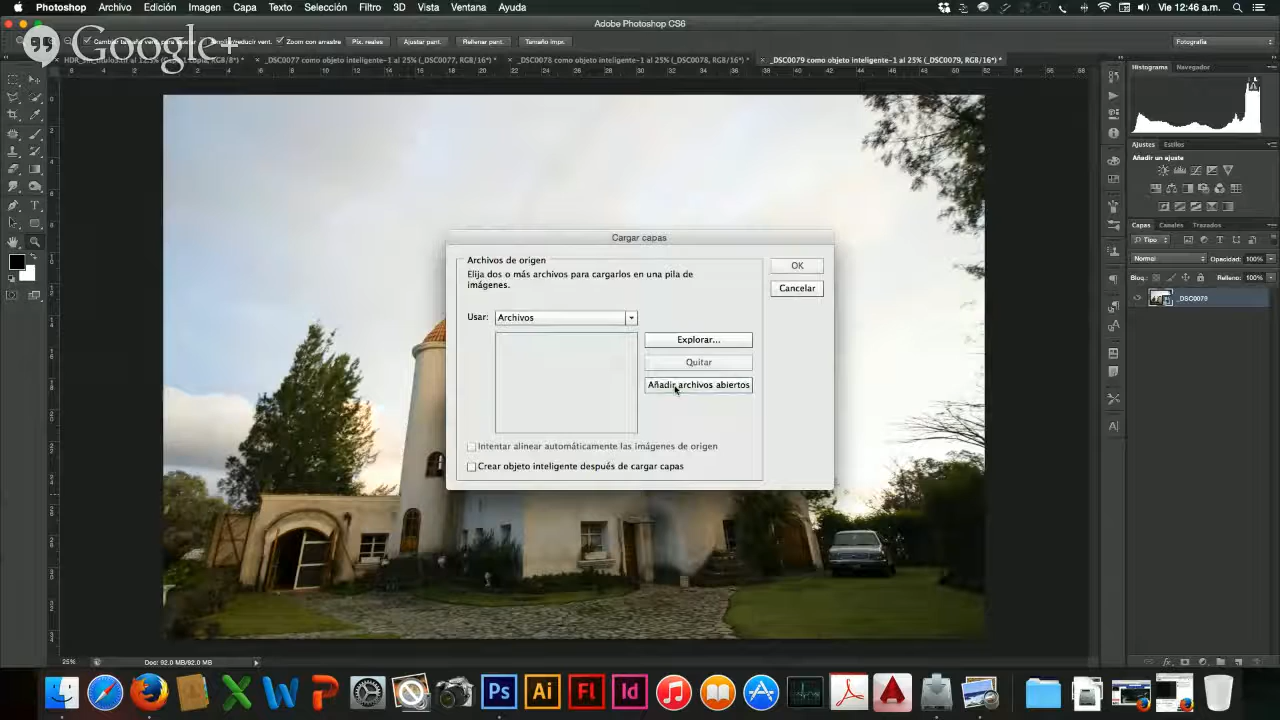 Photoshop Archivo Edición Imagen Capa Texto Selección Filtro 3D Vista Ventana Ayuda Vie 12:46 a.m.
Adobe Photoshop CS6
Google+
Zoom con arrastre Píx. reales Ajustar pant. Rellenar pant. Tamaño impr. Fotografía
_DSC0077 como objeto inteligente-1 al 25% (_DSC0077, RGB/16*) * _DSC0078 como objeto inteligente-1 al 25% (_DSC0078, RGB/16*) * _DSC0079 como objeto inteligente-1 al 25% (_DSC0079, RGB/16*) *
Histograma Navegador
Ajustes Estilos
Añadir un ajuste
Capas Canales Trazados
Tipo
Normal Opacidad: 100%
Bloq.: Relleno: 100%
_DSC0079
Cargar capas
Archivos de origen
Elija dos o más archivos para cargarlos en una pila de
imágenes.
OK
Cancelar
Usar: Archivos
Explorar...
Quitar
Añadir archivos abiertos
Intentar alinear automáticamente las imágenes de origen
Crear objeto inteligente después de cargar capas
25% Doc: 92.0 MB/92.0 MB
Ps Ai Fl Id